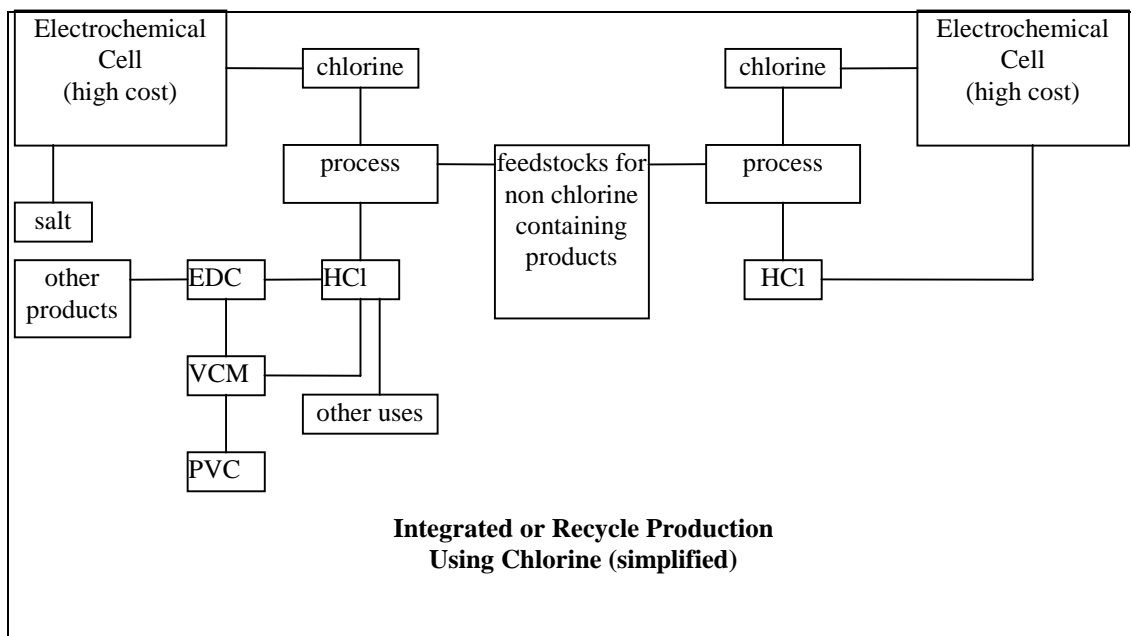 Electrochemical
Cell
(high cost)
chlorine
chlorine
Electrochemical
Cell
(high cost)
process
feedstocks for
non chlorine
containing
products
process
salt
other
products
EDC
HCl
HCl
VCM
other uses
PVC
Integrated or Recycle Production
Using Chlorine (simplified)